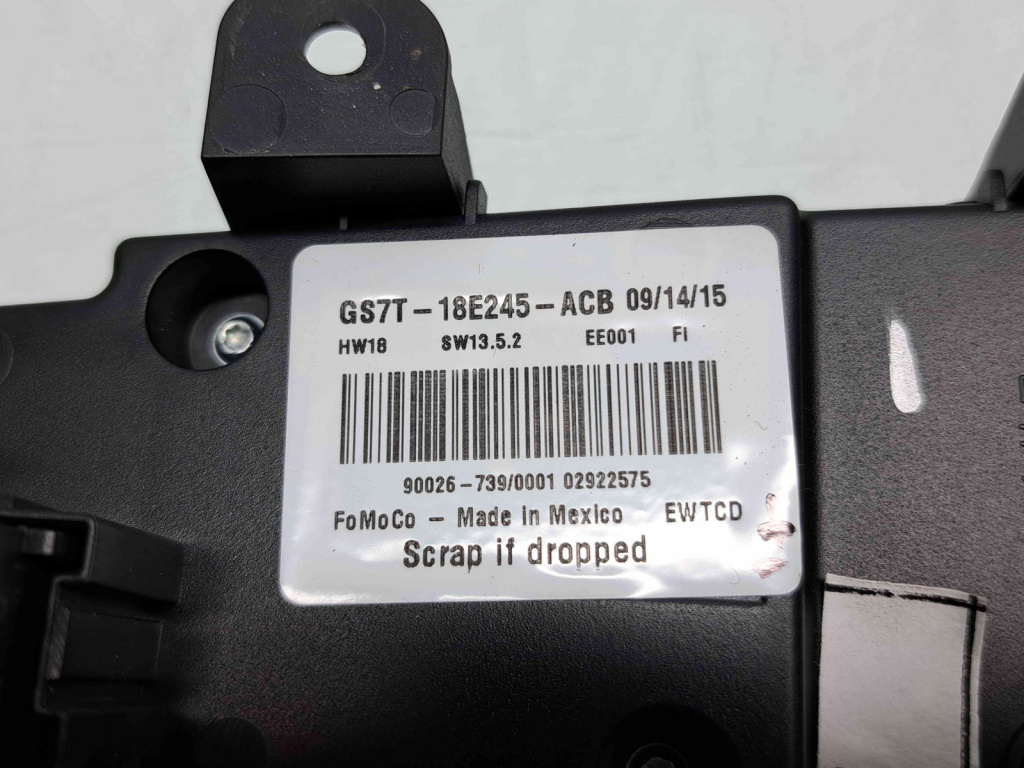 GS7T-18E245-ACB 09/14/15
HW18 SW13.5.2 EE001 FI
90026-739/0001 02922575
FoMoCo - Made in Mexico EWTCD
Scrap if dropped